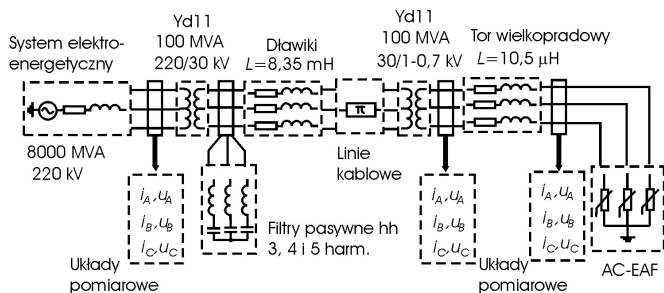 System elektro-
energetyczny
8000 MVA
220 kV
Yd11
100 MVA
220/30 kV
Dławiki
L=8,35 mH
π
Linie
kablowe
Yd11
100 MVA
30/1-0,7 kV
Tor wielkopradowy
L=10,5 µH
iA,uA
iB,uB
iC,uC
Układy
pomiarowe
Filtry pasywne hh
3, 4 i 5 harm.
iA,uA
iB,uB
iC,uC
Układy
pomiarowe
iA,uA
iB,uB
iC,uC
AC-EAF